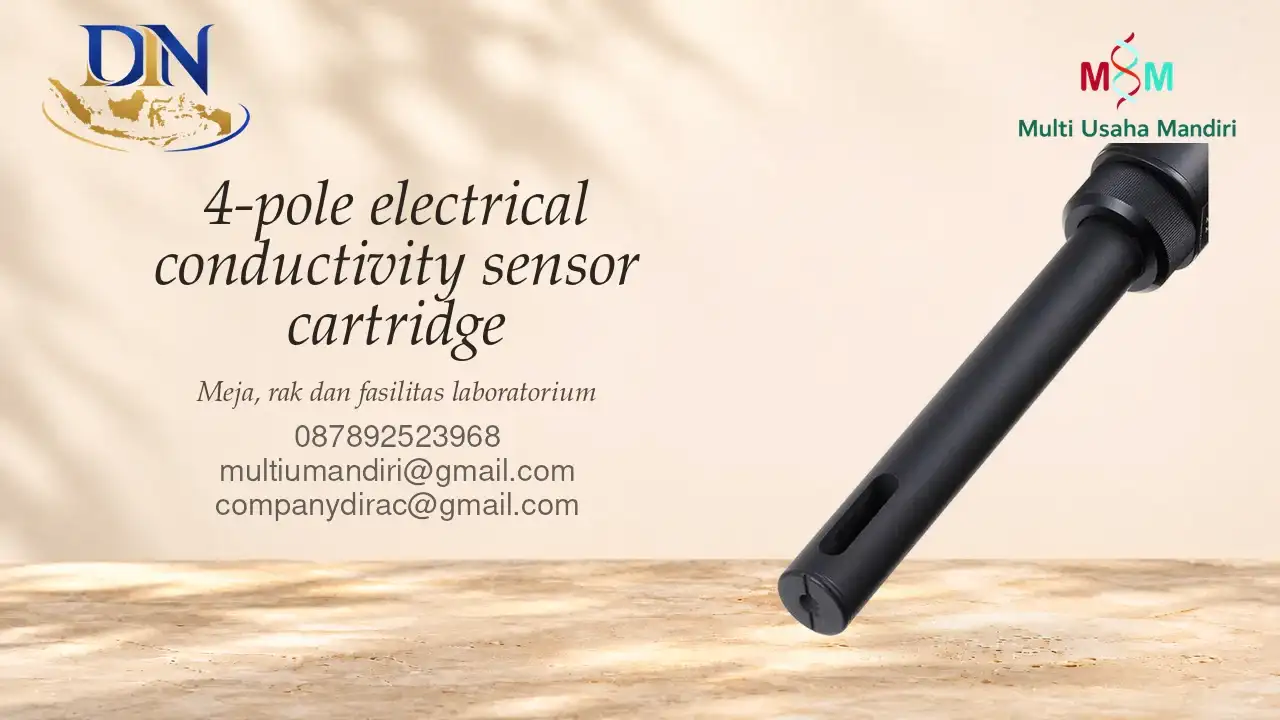 DIN
M M
Multi Usaha Mandiri
4-pole electrical
conductivity sensor
cartridge
Meja, rak dan fasilitas laboratorium
087892523968
multiumandiri@gmail.com
companydirac@gmail.com